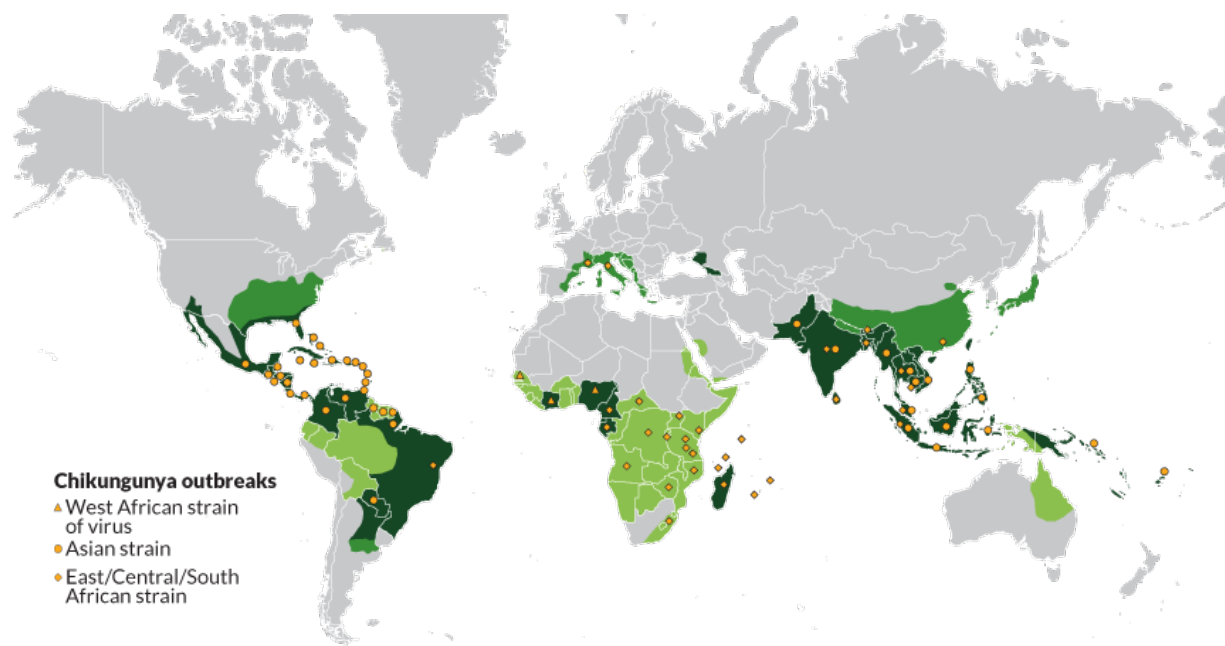 Chikungunya outbreaks
West African strain
of virus
Asian strain
East/Central/South
African strain